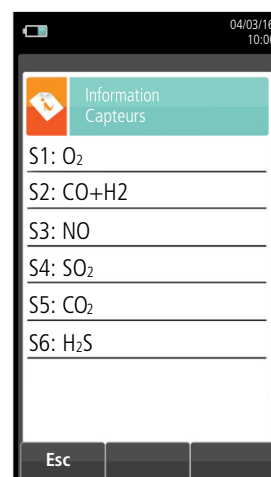 04/03/16
10:00
Information
Capteurs
S1: O₂
S2: CO+H2
S3: NO
S4: SO₂
S5: CO₂
S6: H₂S
Esc